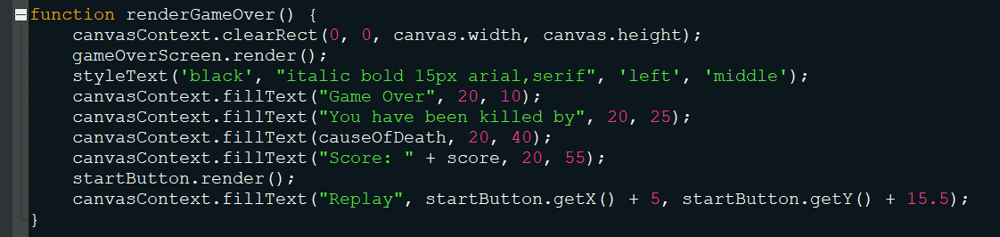 function renderGameOver() {
    canvasContext.clearRect(0, 0, canvas.width, canvas.height);
    gameOverScreen.render();
    styleText('black', "italic bold 15px arial,serif", 'left', 'middle');
    canvasContext.fillText("Game Over", 20, 10);
    canvasContext.fillText("You have been killed by", 20, 25);
    canvasContext.fillText(causeOfDeath, 20, 40);
    canvasContext.fillText("Score: " + score, 20, 55);
    startButton.render();
    canvasContext.fillText("Replay", startButton.getX() + 5, startButton.getY() + 15.5);
}